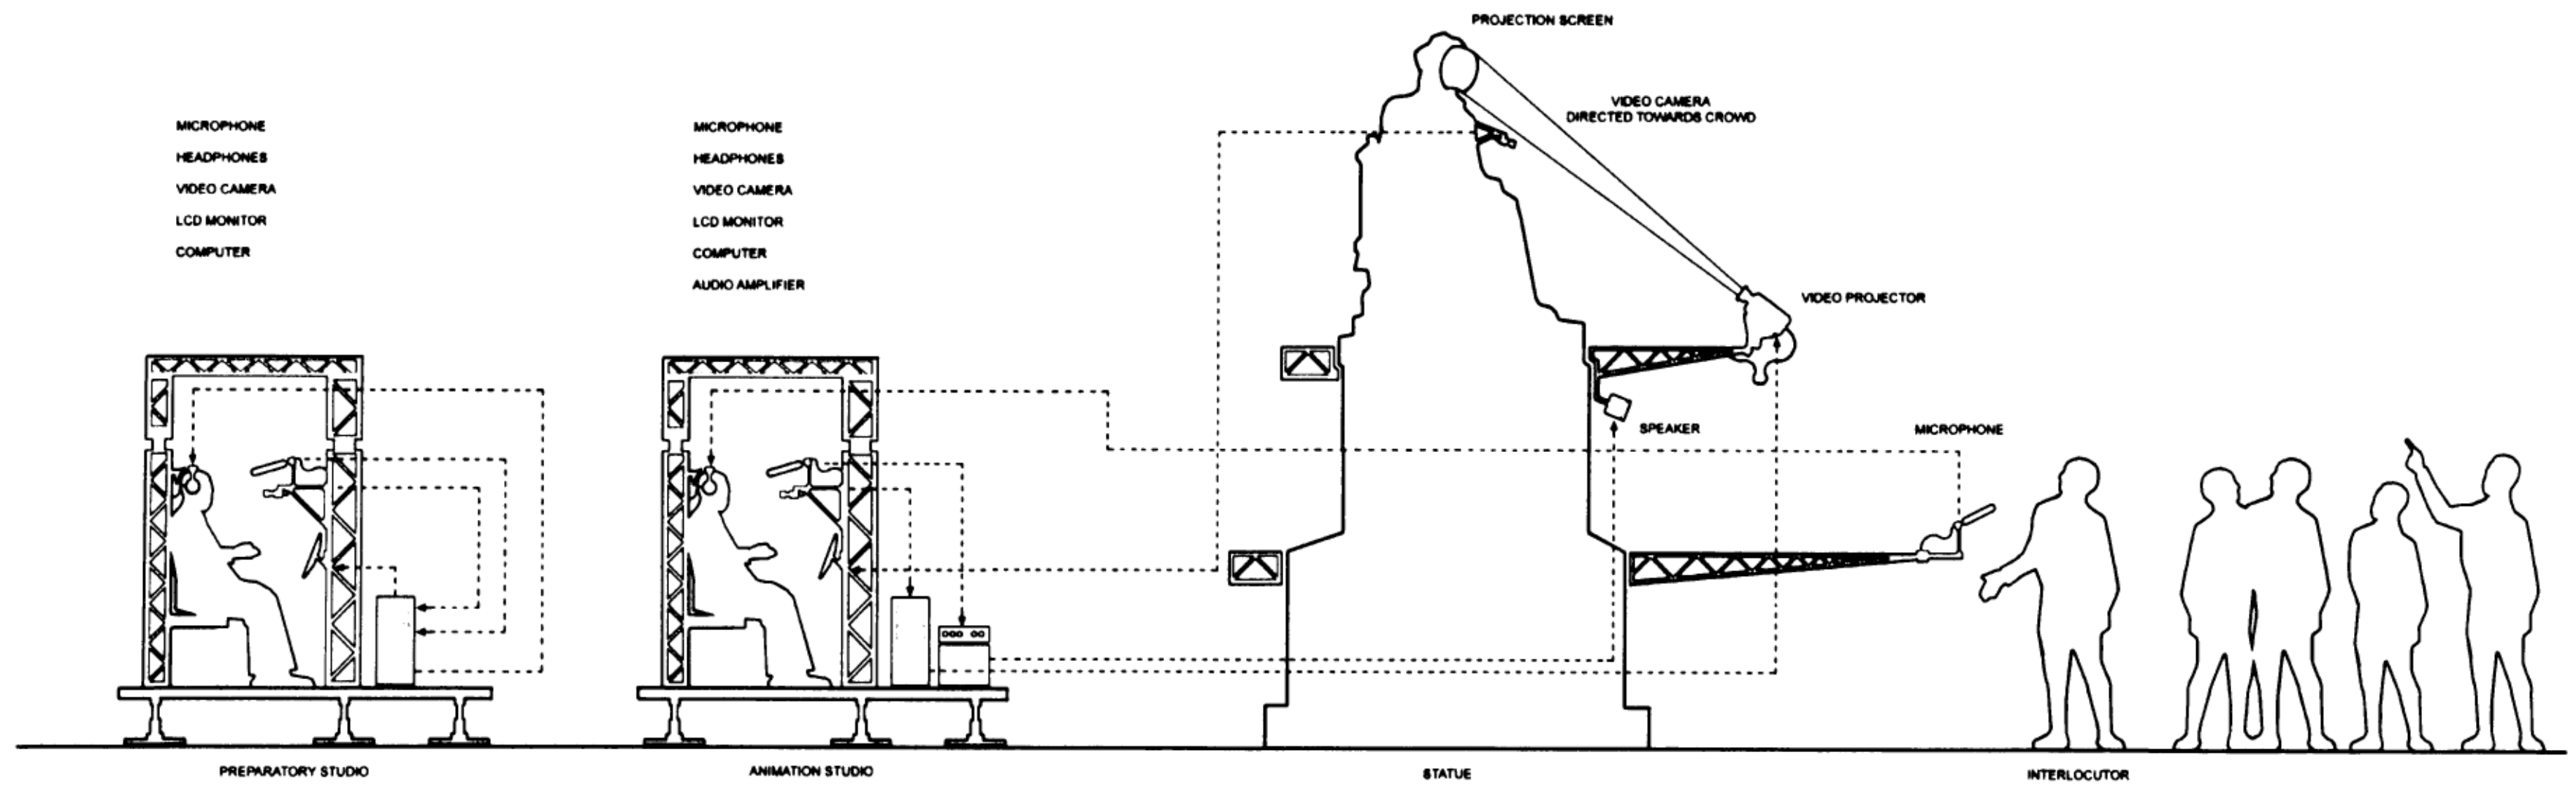 PROJECTION SCREEN
VIDEO CAMERA
DIRECTED TOWARDS CROWD
MICROPHONE
HEADPHONES
VIDEO CAMERA
LCD MONITOR
COMPUTER
MICROPHONE
HEADPHONES
VIDEO CAMERA
LCD MONITOR
COMPUTER
AUDIO AMPLIFIER
VIDEO PROJECTOR
SPEAKER
MICROPHONE
PREPARATORY STUDIO
ANIMATION STUDIO
STATUE
INTERLOCUTOR